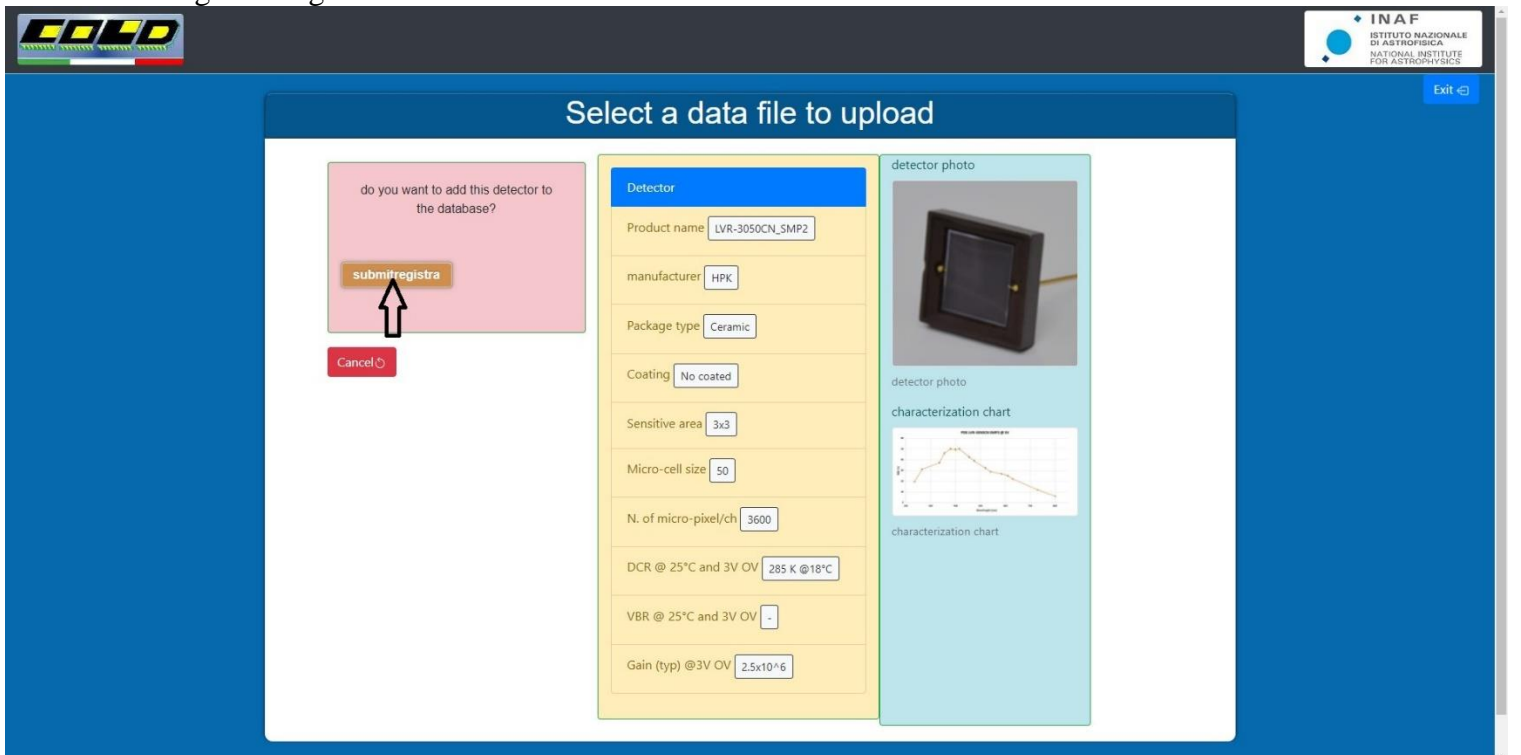 COLD
INAF
ISTITUTO NAZIONALE
DI ASTROFISICA
NATIONAL INSTITUTE
FOR ASTROPHYSICS
Exit
Select a data file to upload
do you want to add this detector to
the database?
submitregistra
Cancel
Detector
Product name LVR-3050CN_SMP2
manufacturer HPK
Package type Ceramic
Coating No coated
Sensitive area 3x3
Micro-cell size 50
N. of micro-pixel/ch 3600
DCR @ 25°C and 3V OV 285 K @18°C
VBR @ 25°C and 3V OV -
Gain (typ) @3V OV 2.5x10^6
detector photo
detector photo
characterization chart
characterization chart